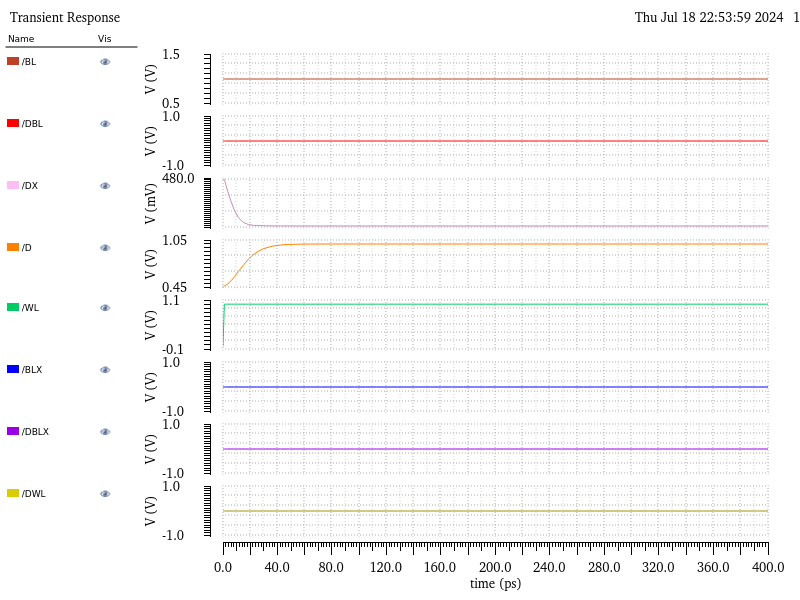 Transient Response
Thu Jul 18 22:53:59 2024 1
Name Vis
/BL
1.5
V (V)
0.5
/DBL
1.0
V (V)
-1.0
/DX
480.0
V (mV)
/D
1.05
V (V)
0.45
/WL
1.1
V (V)
-0.1
/BLX
1.0
V (V)
-1.0
/DBLX
1.0
V (V)
-1.0
/DWL
1.0
V (V)
-1.0
0.0 40.0 80.0 120.0 160.0 200.0 240.0 280.0 320.0 360.0 400.0
time (ps)